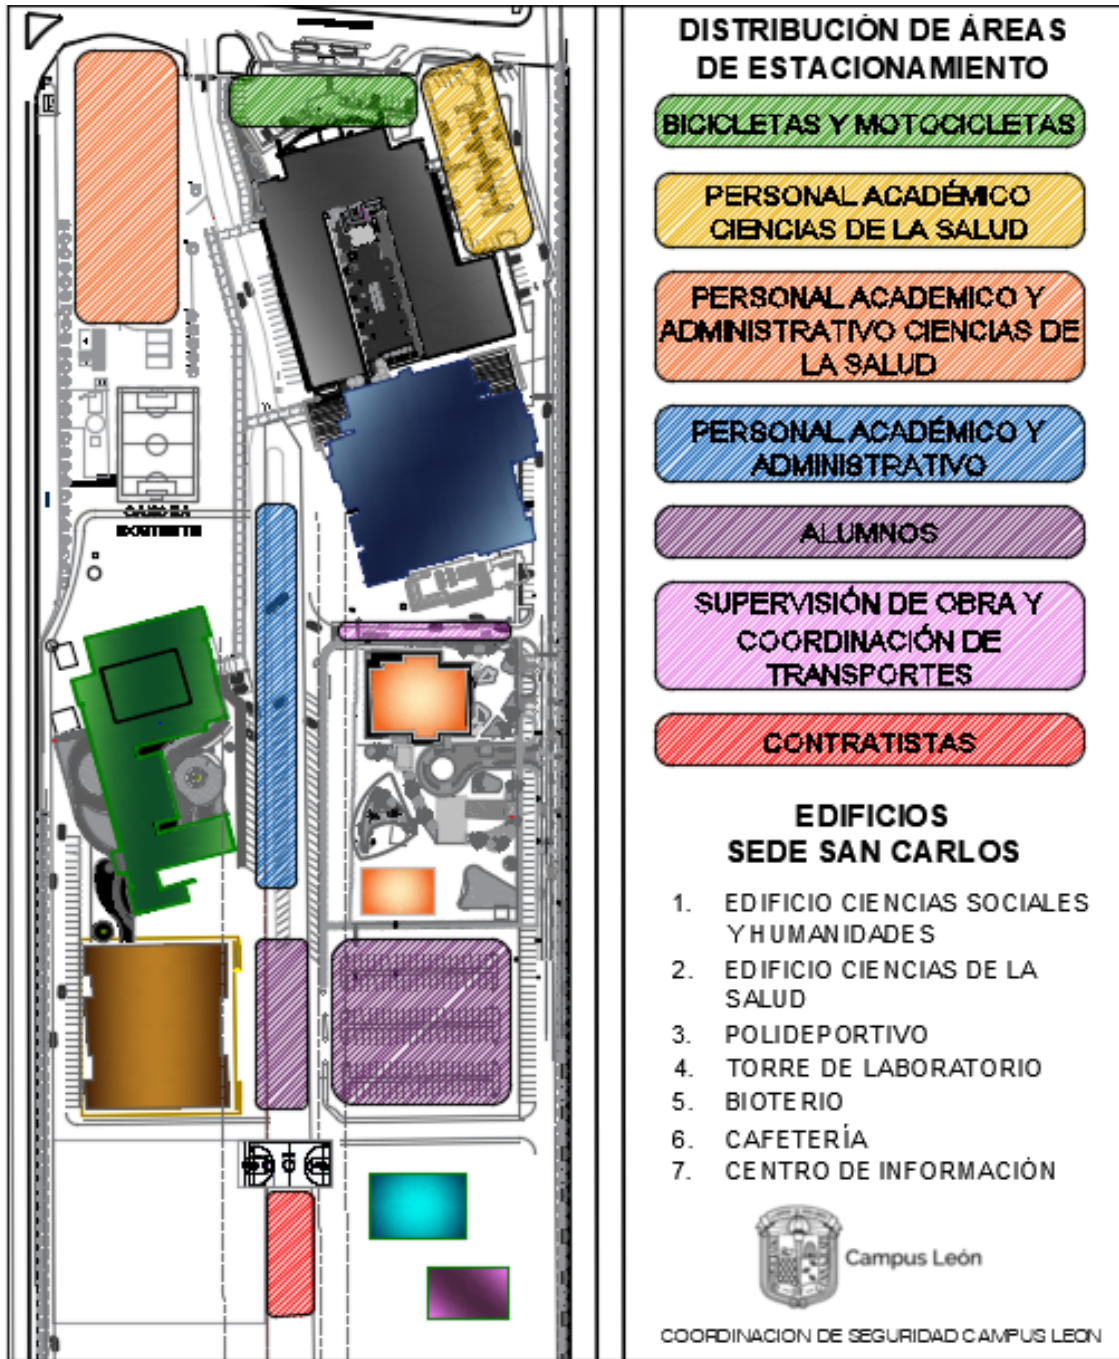 DISTRIBUCIÓN DE ÁREAS
DE ESTACIONAMIENTO
BICICLETAS Y MOTOCICLETAS
PERSONAL ACADÉMICO
CIENCIAS DE LA SALUD
PERSONAL ACADEMICO Y
ADMINISTRATIVO CIENCIAS DE
LA SALUD
PERSONAL ACADÉMICO Y
ADMINISTRATIVO
ALUMNOS
SUPERVISIÓN DE OBRA Y
COORDINACIÓN DE
TRANSPORTES
CONTRATISTAS
EDIFICIOS
SEDE SAN CARLOS
1. EDIFICIO CIENCIAS SOCIALES
Y HUMANIDADES
2. EDIFICIO CIENCIAS DE LA
SALUD
3. POLIDEPORTIVO
4. TORRE DE LABORATORIO
5. BIOTERIO
6. CAFETERÍA
7. CENTRO DE INFORMACIÓN
Campus León
COORDINACION DE SEGURIDAD CAMPUS LEON